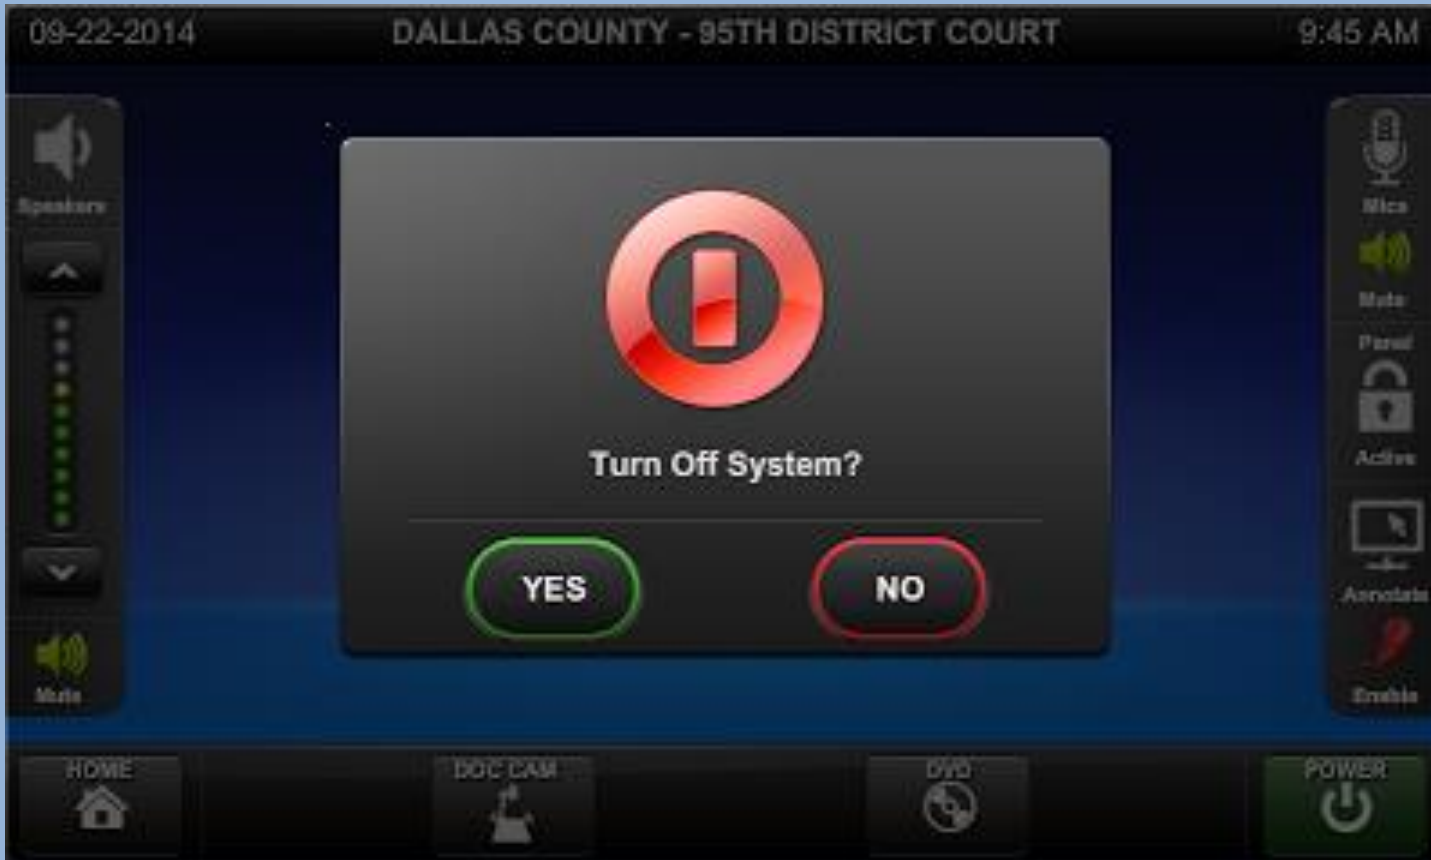 09-22-2014 DALLAS COUNTY - 95TH DISTRICT COURT 9:45 AM
Speakers
Mute
Turn Off System?
YES NO
Mics
Mute
Panel
Active
Annotate
Enable
HOME DOC CAM DVD POWER